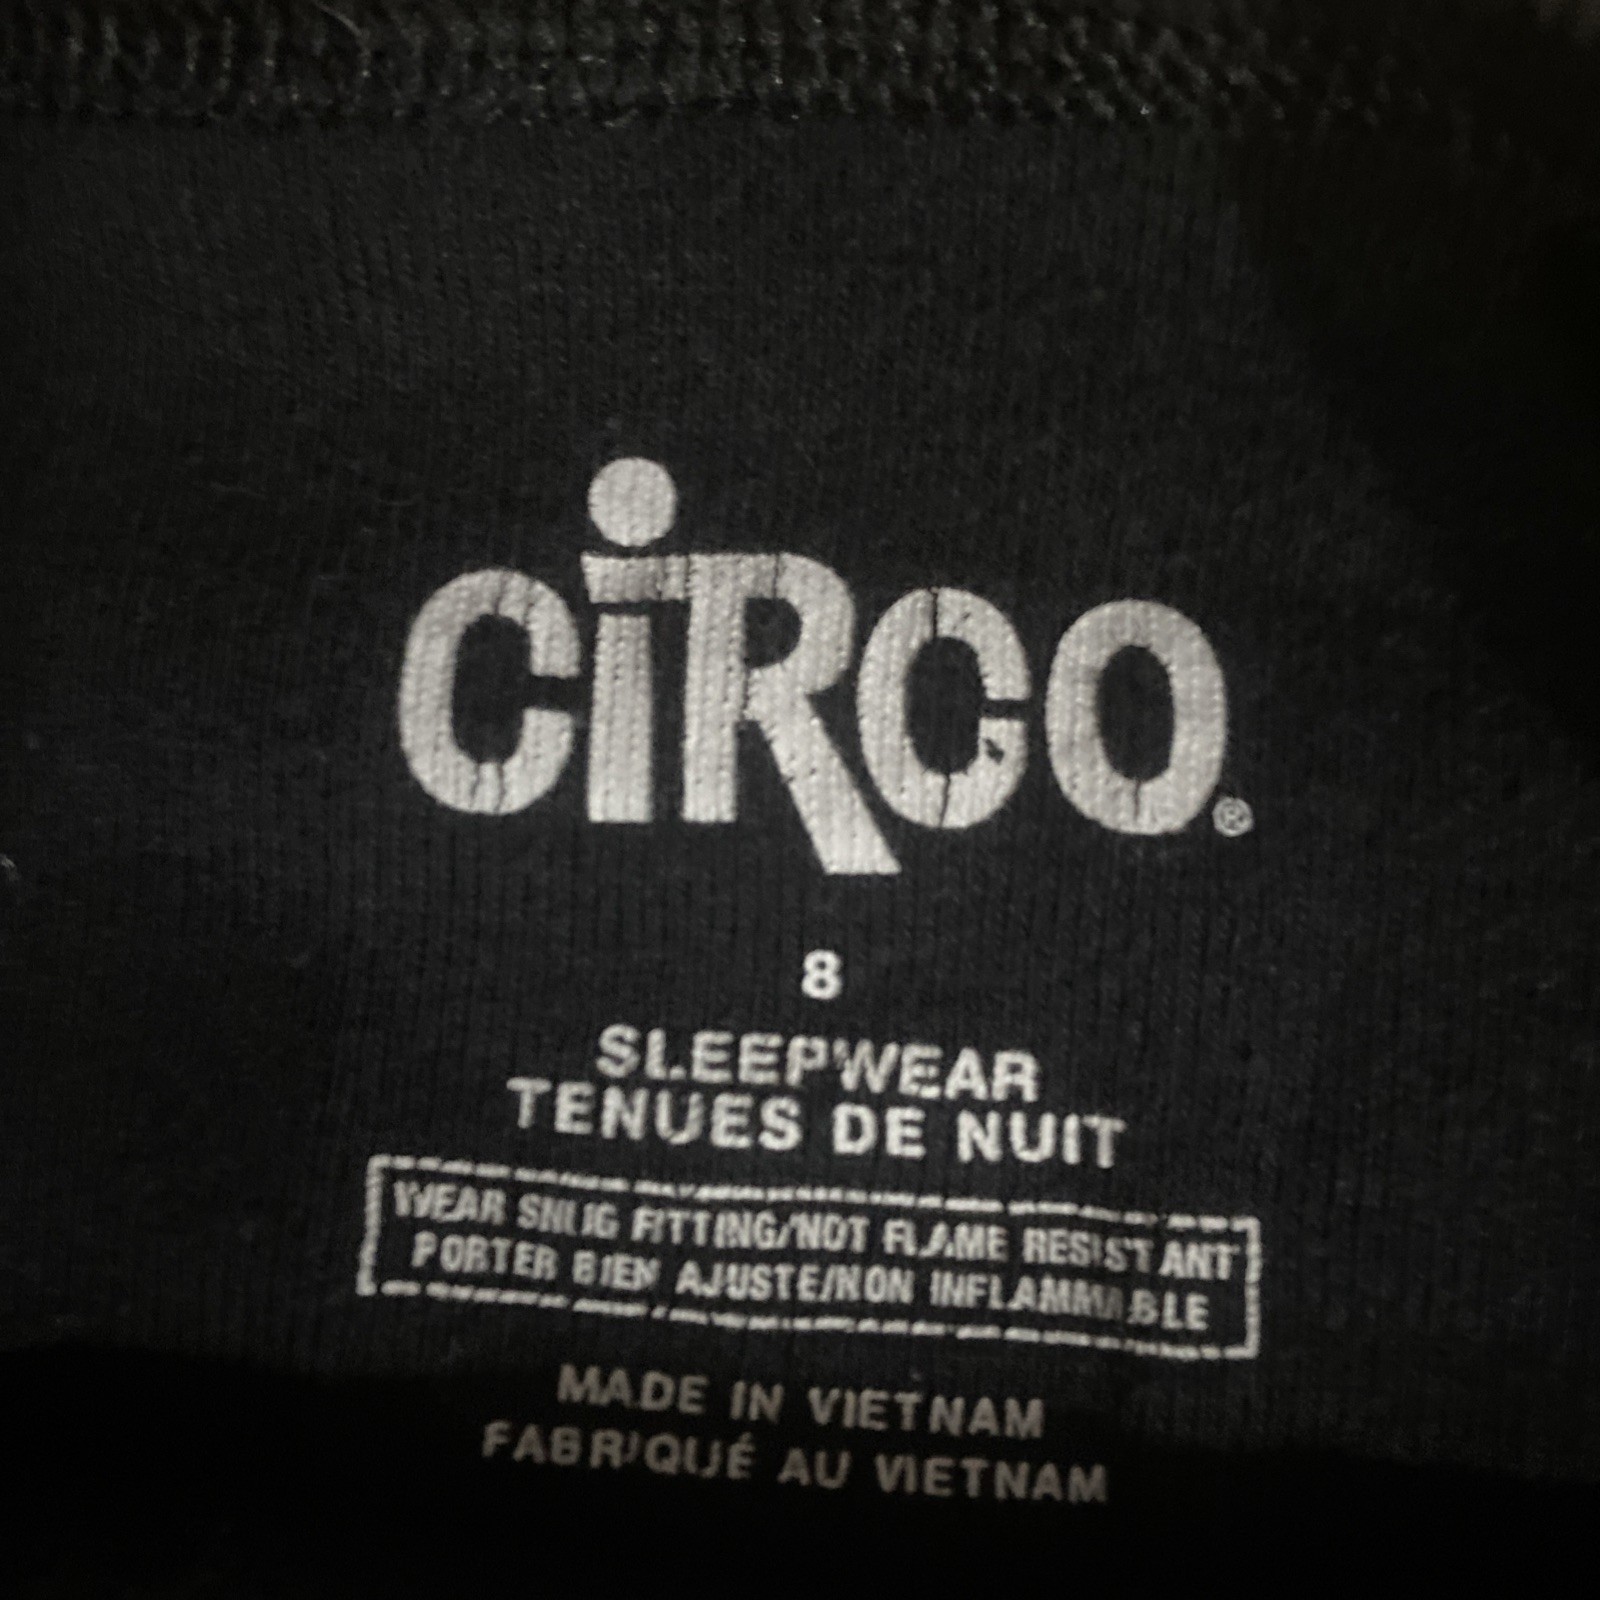 CiRCO®
8
SLEEPWEAR
TENUES DE NUIT
WEAR SNUG FITTING/NOT FLAME RESISTANT
PORTER BIEN AJUSTE/NON INFLAMMABLE
MADE IN VIETNAM
FABRIQUÉ AU VIETNAM